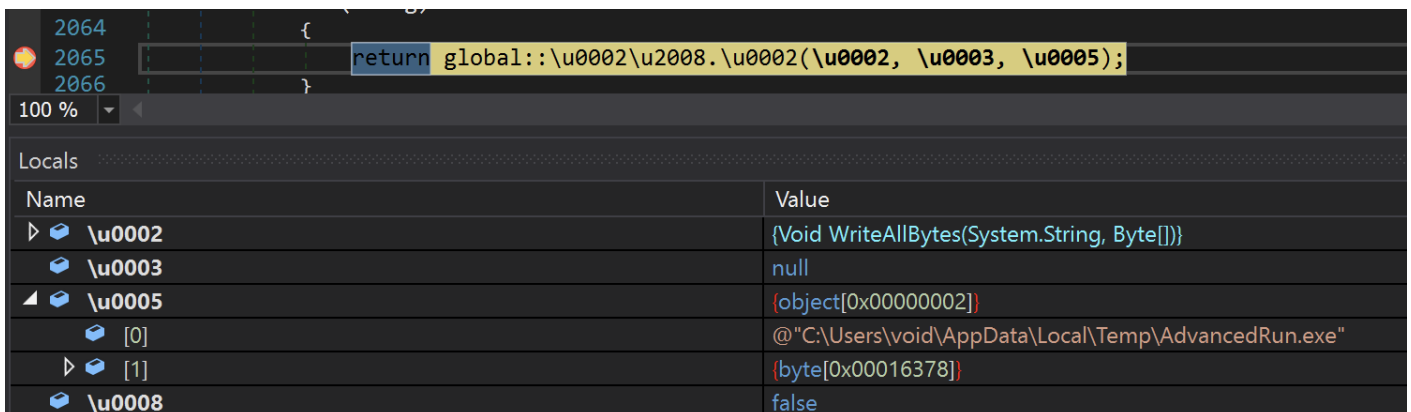 2064 {
2065 return global::\u0002\u2008.\u0002(\u0002, \u0003, \u0005);
2066 }
100 %
Locals
Name Value
\u0002 {Void WriteAllBytes(System.String, Byte[])}
\u0003 null
\u0005 {object[0x00000002]}
[0] @"C:\Users\void\AppData\Local\Temp\AdvancedRun.exe"
[1] {byte[0x00016378]}
\u0008 false